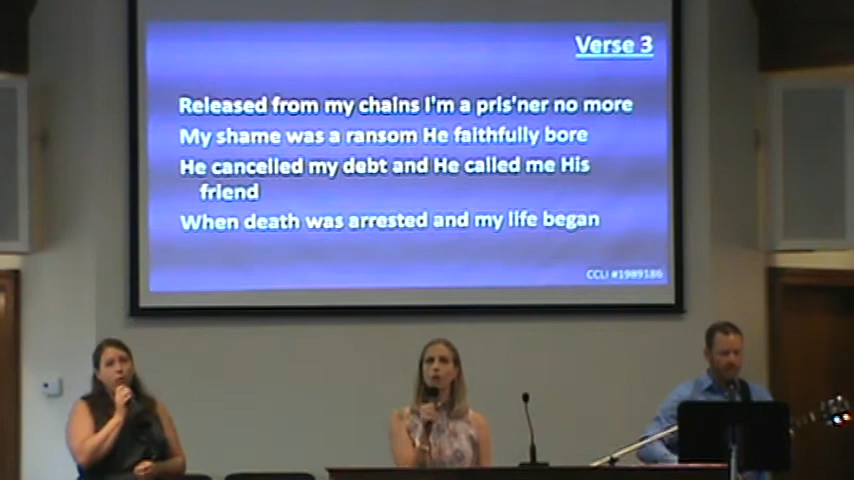 Verse 3
Released from my chains I'm a pris'ner no more
My shame was a ransom He faithfully bore
He cancelled my debt and He called me His
friend
When death was arrested and my life began
CCLI #1989186